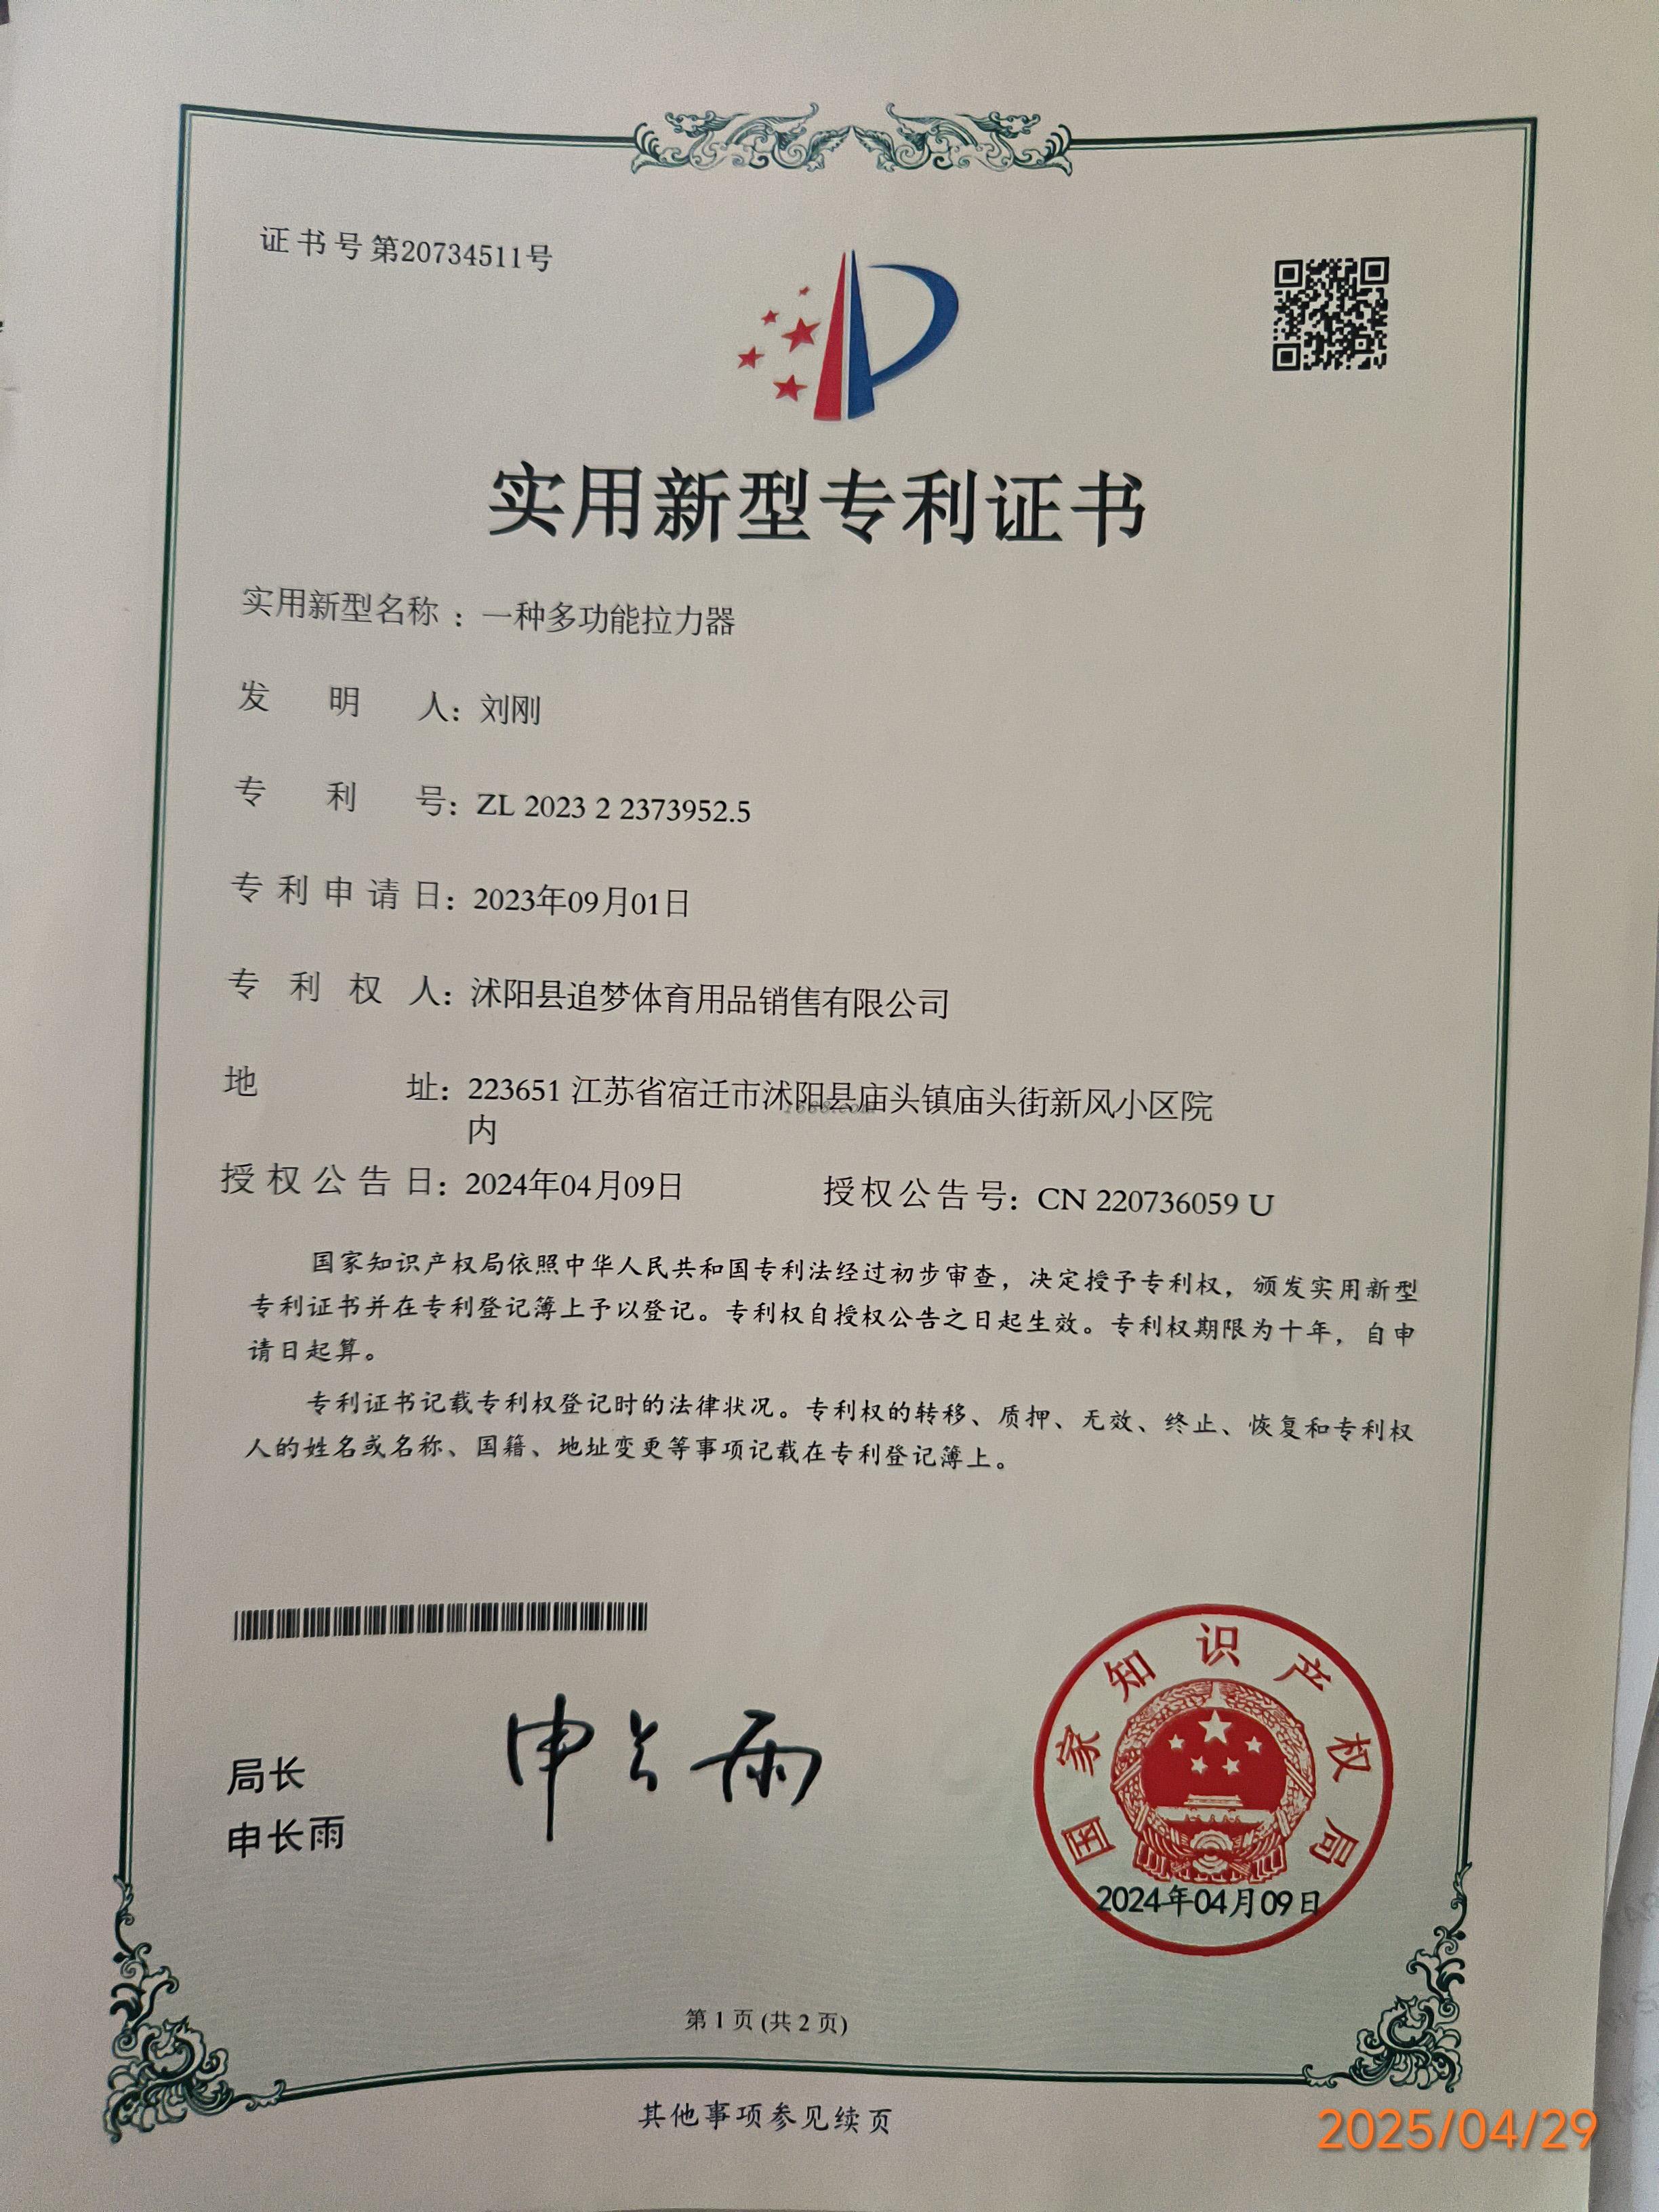 证书号第20734511号
实用新型专利证书
实用新型名称：一种多功能拉力器
发明人：刘刚
专利号：ZL 2023 2 2373952.5
专利申请日：2023年09月01日
专利权人：沭阳县追梦体育用品销售有限公司
地址：223651 江苏省宿迁市沭阳县庙头镇庙头街新风小区院
内
1688.com
授权公告日：2024年04月09日 授权公告号：CN 220736059 U
国家知识产权局依照中华人民共和国专利法经过初步审查，决定授予专利权，颁发实用新型
专利证书并在专利登记簿上予以登记。专利权自授权公告之日起生效。专利权期限为十年，自申
请日起算。
专利证书记载专利权登记时的法律状况。专利权的转移、质押、无效、终止、恢复和专利权
人的姓名或名称、国籍、地址变更等事项记载在专利登记簿上。
局长
申长雨
申长雨
国家知识产权局
2024年04月09日
第 1 页 (共 2 页)
其他事项参见续页
2025/04/29